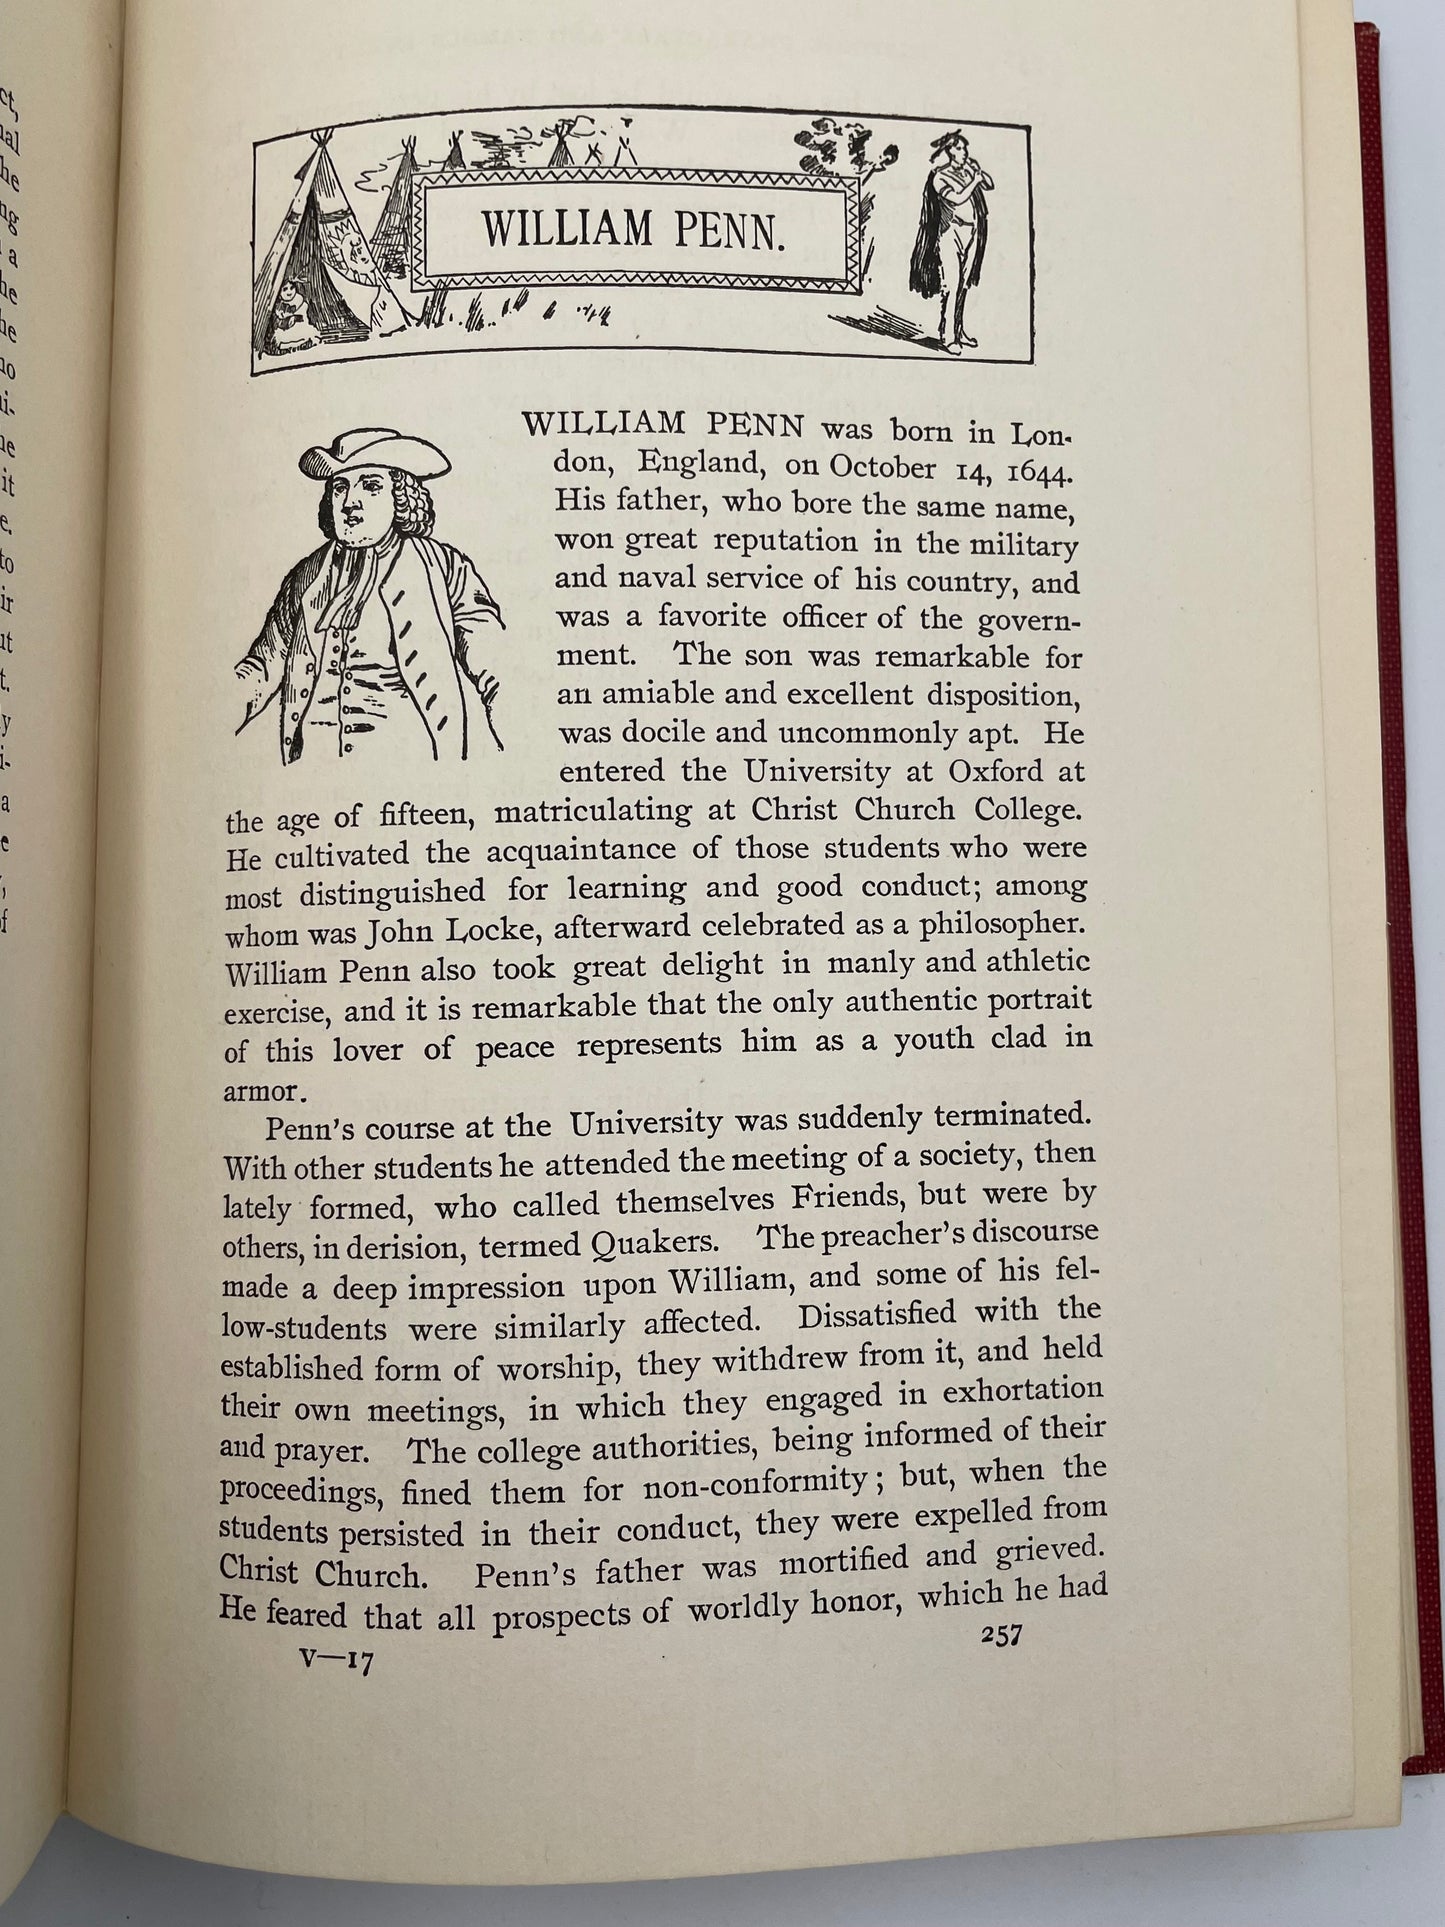 WILLIAM PENN.
WILLIAM PENN was born in Lon-
don, England, on October 14, 1644.
His father, who bore the same name,
won great reputation in the military
and naval service of his country, and
was a favorite officer of the govern-
ment. The son was remarkable for
an amiable and excellent disposition,
was docile and uncommonly apt. He
entered the University at Oxford at
the age of fifteen, matriculating at Christ Church College.
He cultivated the acquaintance of those students who were
most distinguished for learning and good conduct; among
whom was John Locke, afterward celebrated as a philosopher.
William Penn also took great delight in manly and athletic
exercise, and it is remarkable that the only authentic portrait
of this lover of peace represents him as a youth clad in
armor.
Penn's course at the University was suddenly terminated.
With other students he attended the meeting of a society, then
lately formed, who called themselves Friends, but were by
others, in derision, termed Quakers. The preacher's discourse
made a deep impression upon William, and some of his fel-
low-students were similarly affected. Dissatisfied with the
established form of worship, they withdrew from it, and held
their own meetings, in which they engaged in exhortation
and prayer. The college authorities, being informed of their
proceedings, fined them for non-conformity; but, when the
students persisted in their conduct, they were expelled from
Christ Church. Penn's father was mortified and grieved.
He feared that all prospects of worldly honor, which he had
V—17
257